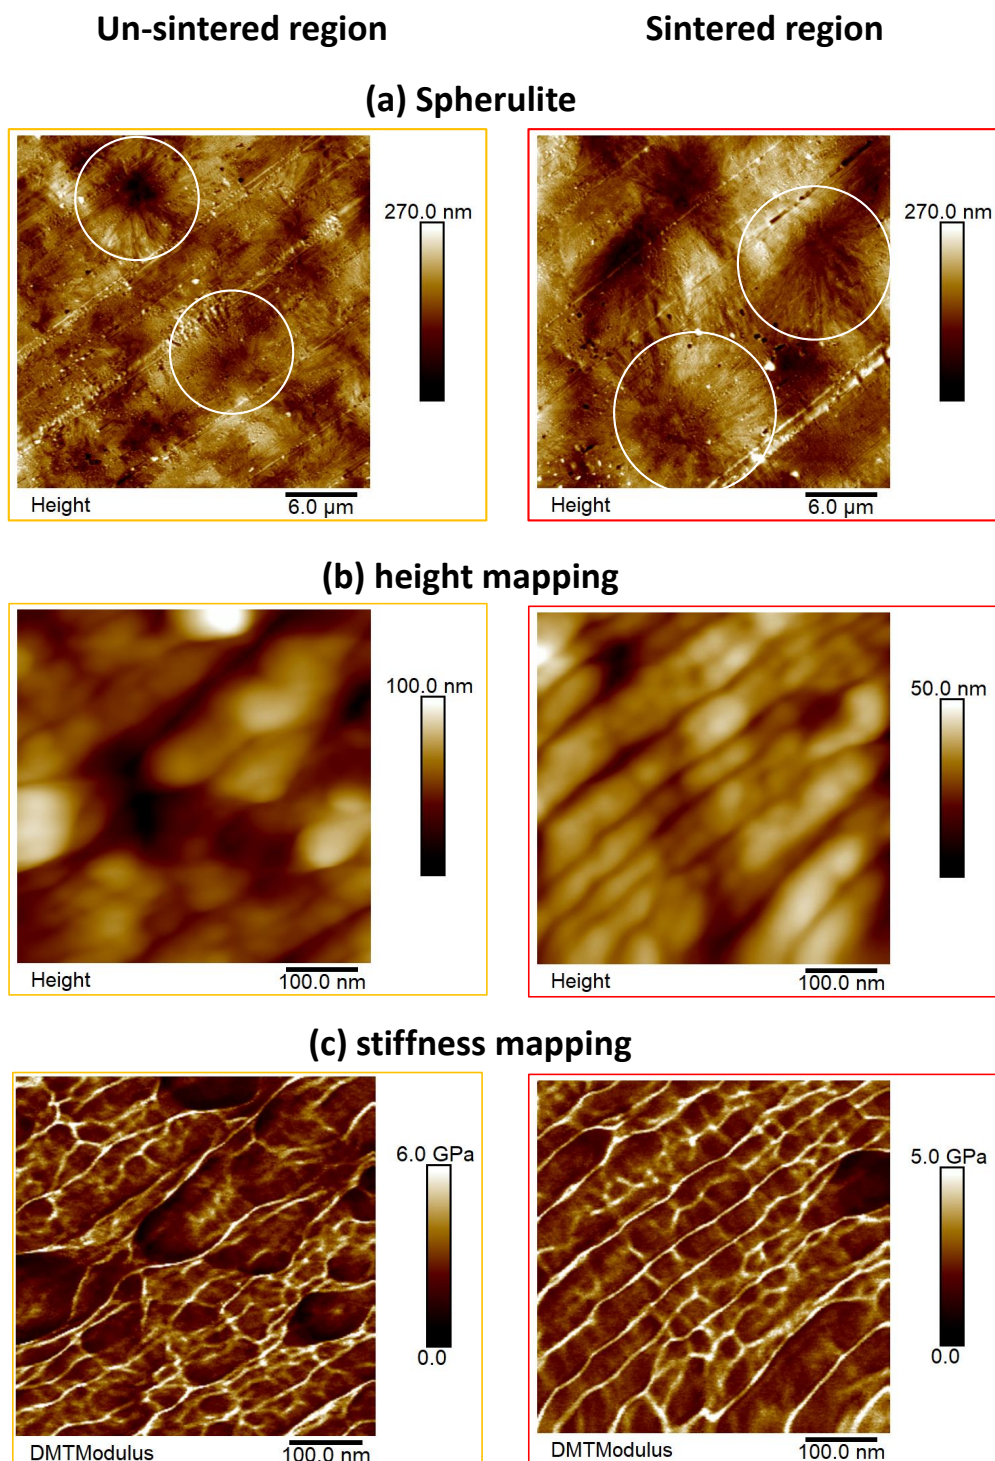 Un-sintered region
Sintered region
(a) Spherulite
270.0 nm
270.0 nm
Height
6.0 µm
Height
6.0 µm
(b) height mapping
100.0 nm
50.0 nm
Height
100.0 nm
Height
100.0 nm
(c) stiffness mapping
6.0 GPa
0.0
5.0 GPa
0.0
DMTModulus
100.0 nm
DMTModulus
100.0 nm